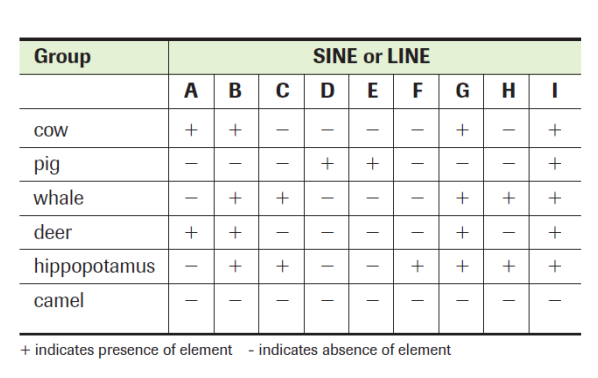 Group SINE or LINE
A B C D E F G H I
cow + + − − − − + − +
pig − − − + + − − − +
whale − + + − − − + + +
deer + + − − − − + − +
hippopotamus − + + − − + + + +
camel − − − − − − − − −
+ indicates presence of element - indicates absence of element